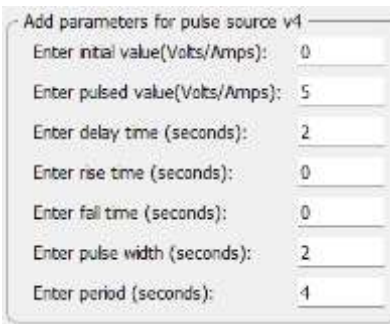 Add parameters for pulse source v4
Enter initial value(Volts/Amps): 0
Enter pulsed value(Volts/Amps): 5
Enter delay time (seconds): 2
Enter rise time (seconds): 0
Enter fall time (seconds): 0
Enter pulse width (seconds): 2
Enter period (seconds): 4